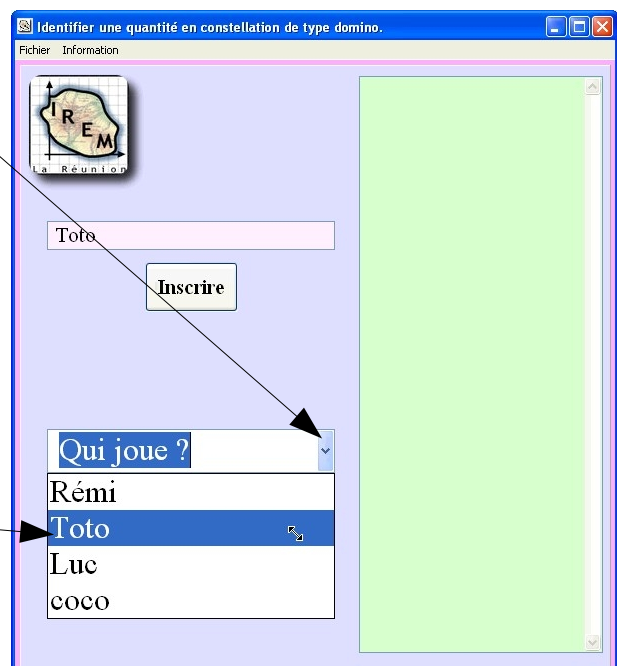 Identifier une quantité en constellation de type domino.
Fichier Information
I R E M
La Réunion
Toto
Inscrire
Qui joue ?
Rémi
Toto
Luc
coco